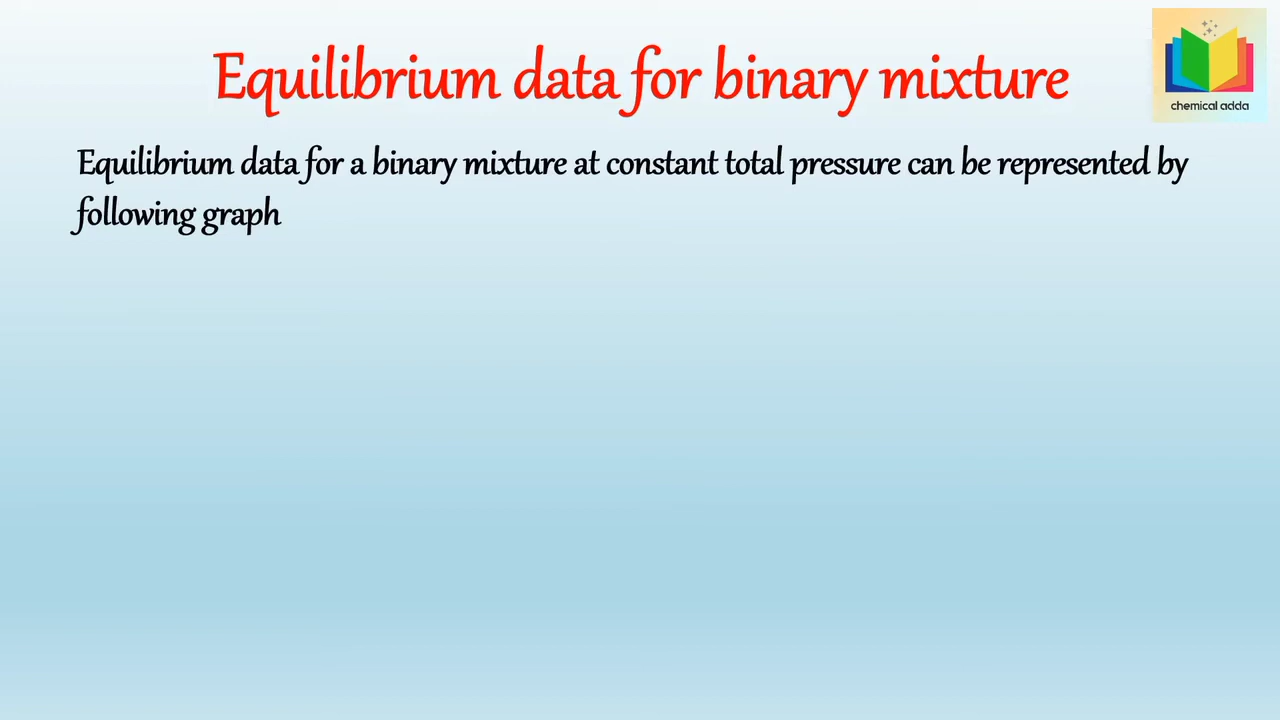 Equilibrium data for binary mixture
chemical adda
Equilibrium data for a binary mixture at constant total pressure can be represented by
following graph